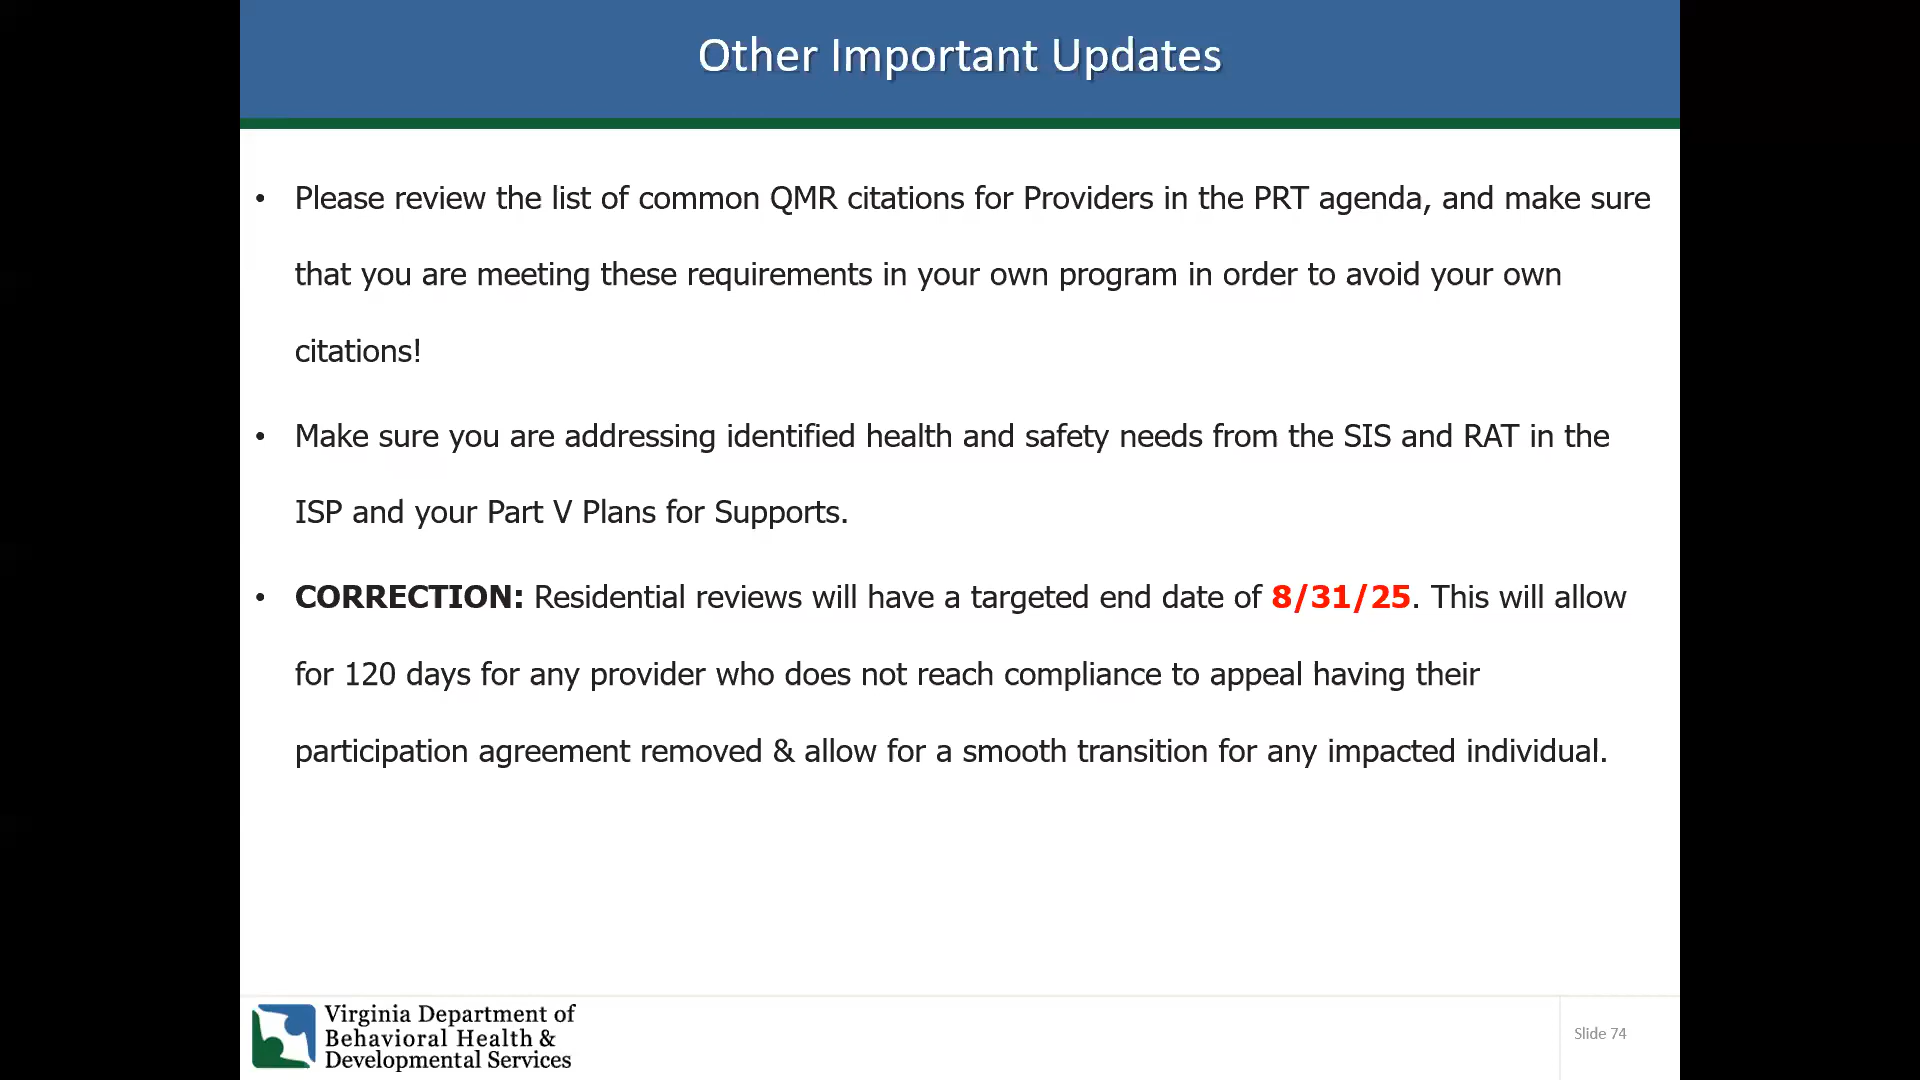 Other Important Updates
• Please review the list of common QMR citations for Providers in the PRT agenda, and make sure
that you are meeting these requirements in your own program in order to avoid your own
citations!
• Make sure you are addressing identified health and safety needs from the SIS and RAT in the
ISP and your Part V Plans for Supports.
• CORRECTION: Residential reviews will have a targeted end date of 8/31/25. This will allow
for 120 days for any provider who does not reach compliance to appeal having their
participation agreement removed & allow for a smooth transition for any impacted individual.
Virginia Department of
Behavioral Health &
Developmental Services
Slide 74